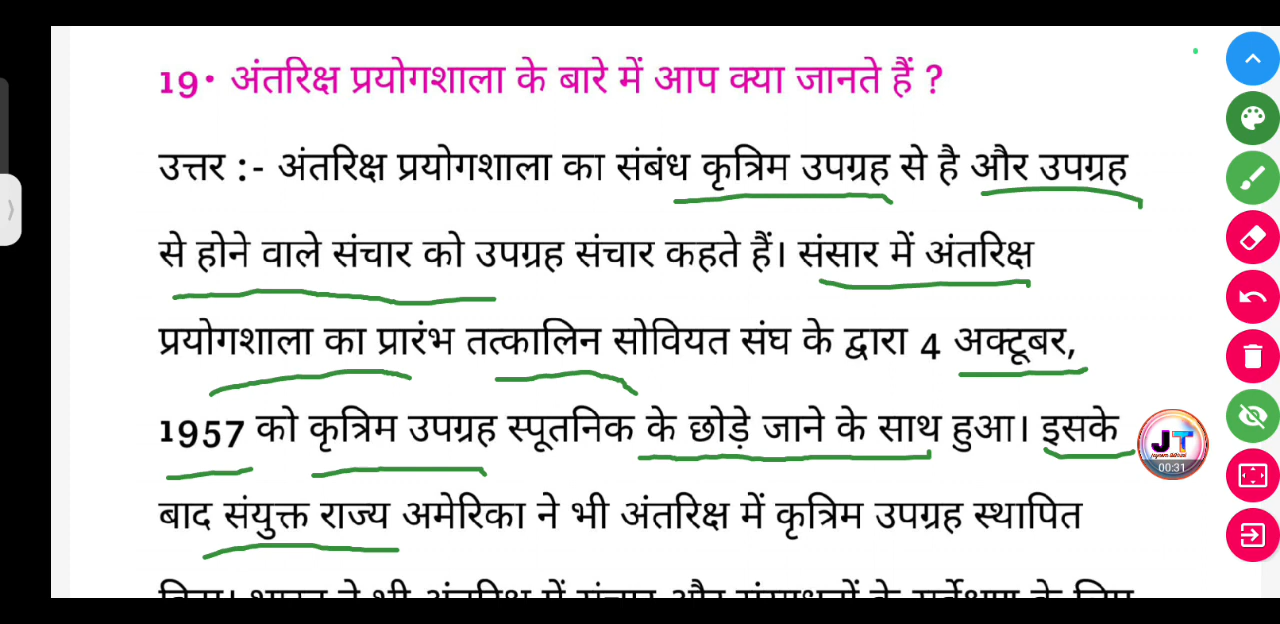 19• अंतरिक्ष प्रयोगशाला के बारे में आप क्या जानते हैं ?
उत्तर :- अंतरिक्ष प्रयोगशाला का संबंध कृत्रिम उपग्रह से है और उपग्रह
से होने वाले संचार को उपग्रह संचार कहते हैं। संसार में अंतरिक्ष
प्रयोगशाला का प्रारंभ तत्कालिन सोवियत संघ के द्वारा 4 अक्टूबर,
1957 को कृत्रिम उपग्रह स्पूतनिक के छोड़े जाने के साथ हुआ। इसके
JT
00:31
बाद संयुक्त राज्य अमेरिका ने भी अंतरिक्ष में कृत्रिम उपग्रह स्थापित